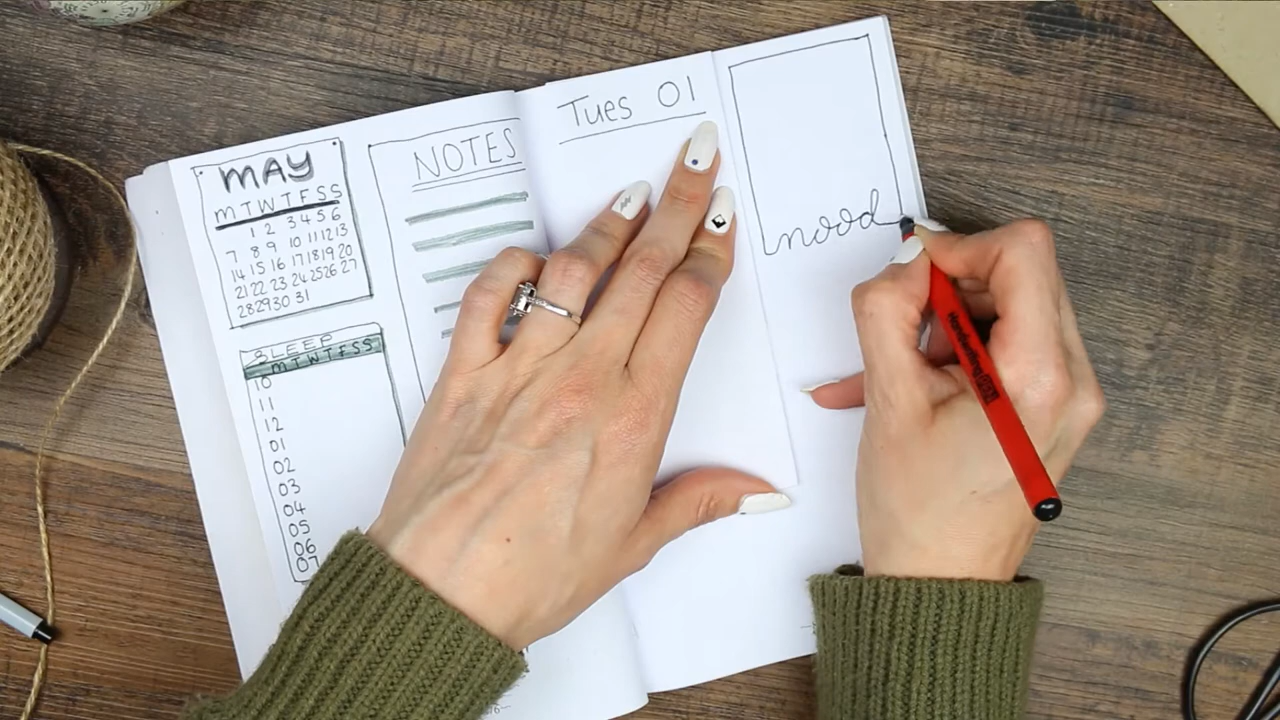 MAY
M T W T F S S
1 2 3 4 5 6
7 8 9 10 11 12 13
14 15 16 17 18 19 20
21 22 23 24 25 26 27
28 29 30 31
SLEEP
M T W T F S S
10
11
12
01
02
03
04
05
06
07
NOTES
Tues 01
mood
Handwriting PEN